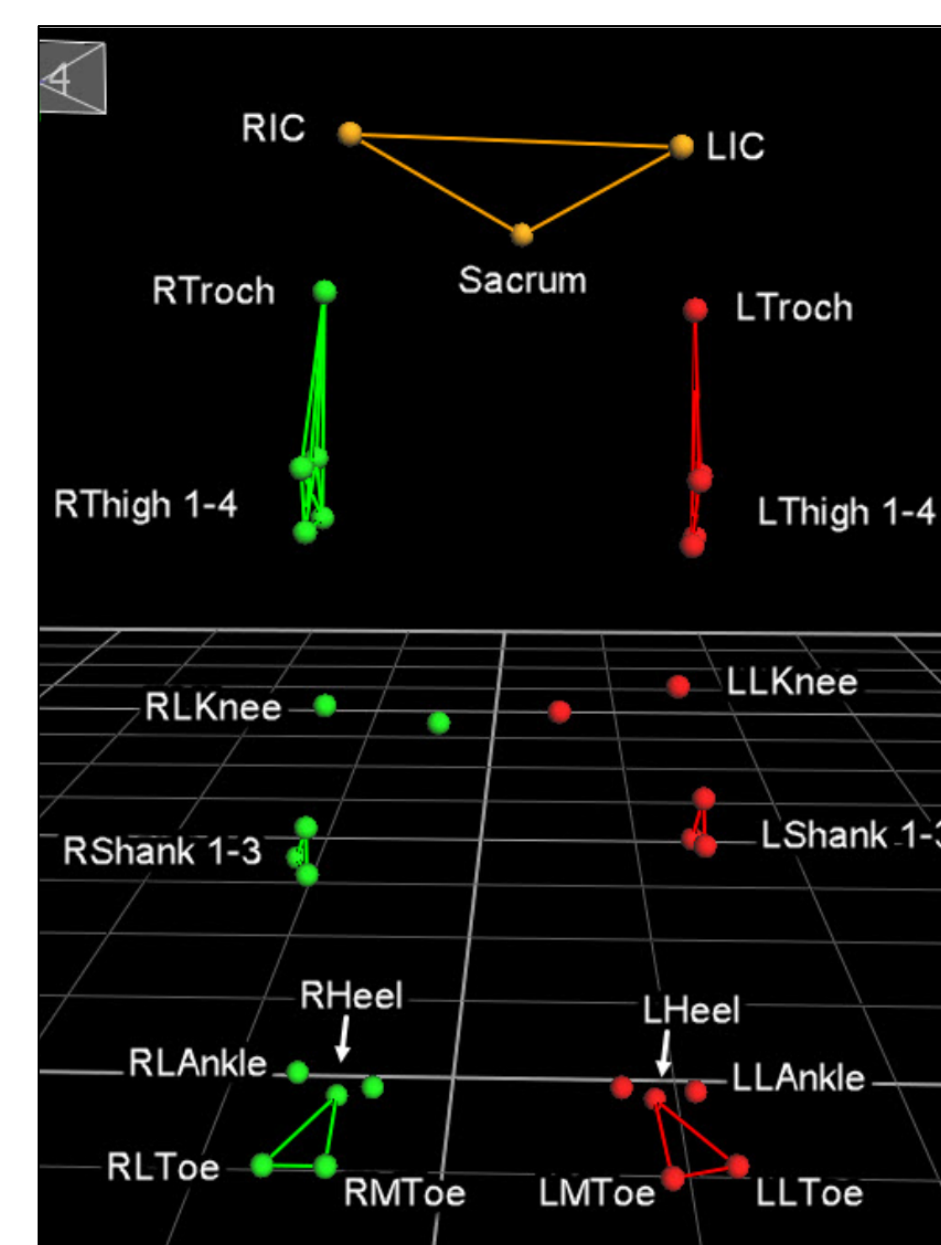 4
RIC
LIC
Sacrum
RTroch
LTroch
RThigh 1-4
LThigh 1-4
RLKnee
LLKnee
RShank 1-3
LShank 1-3
RHeel
LHeel
RLAnkle
LLAnkle
RLToe
RMToe
LMToe
LLToe